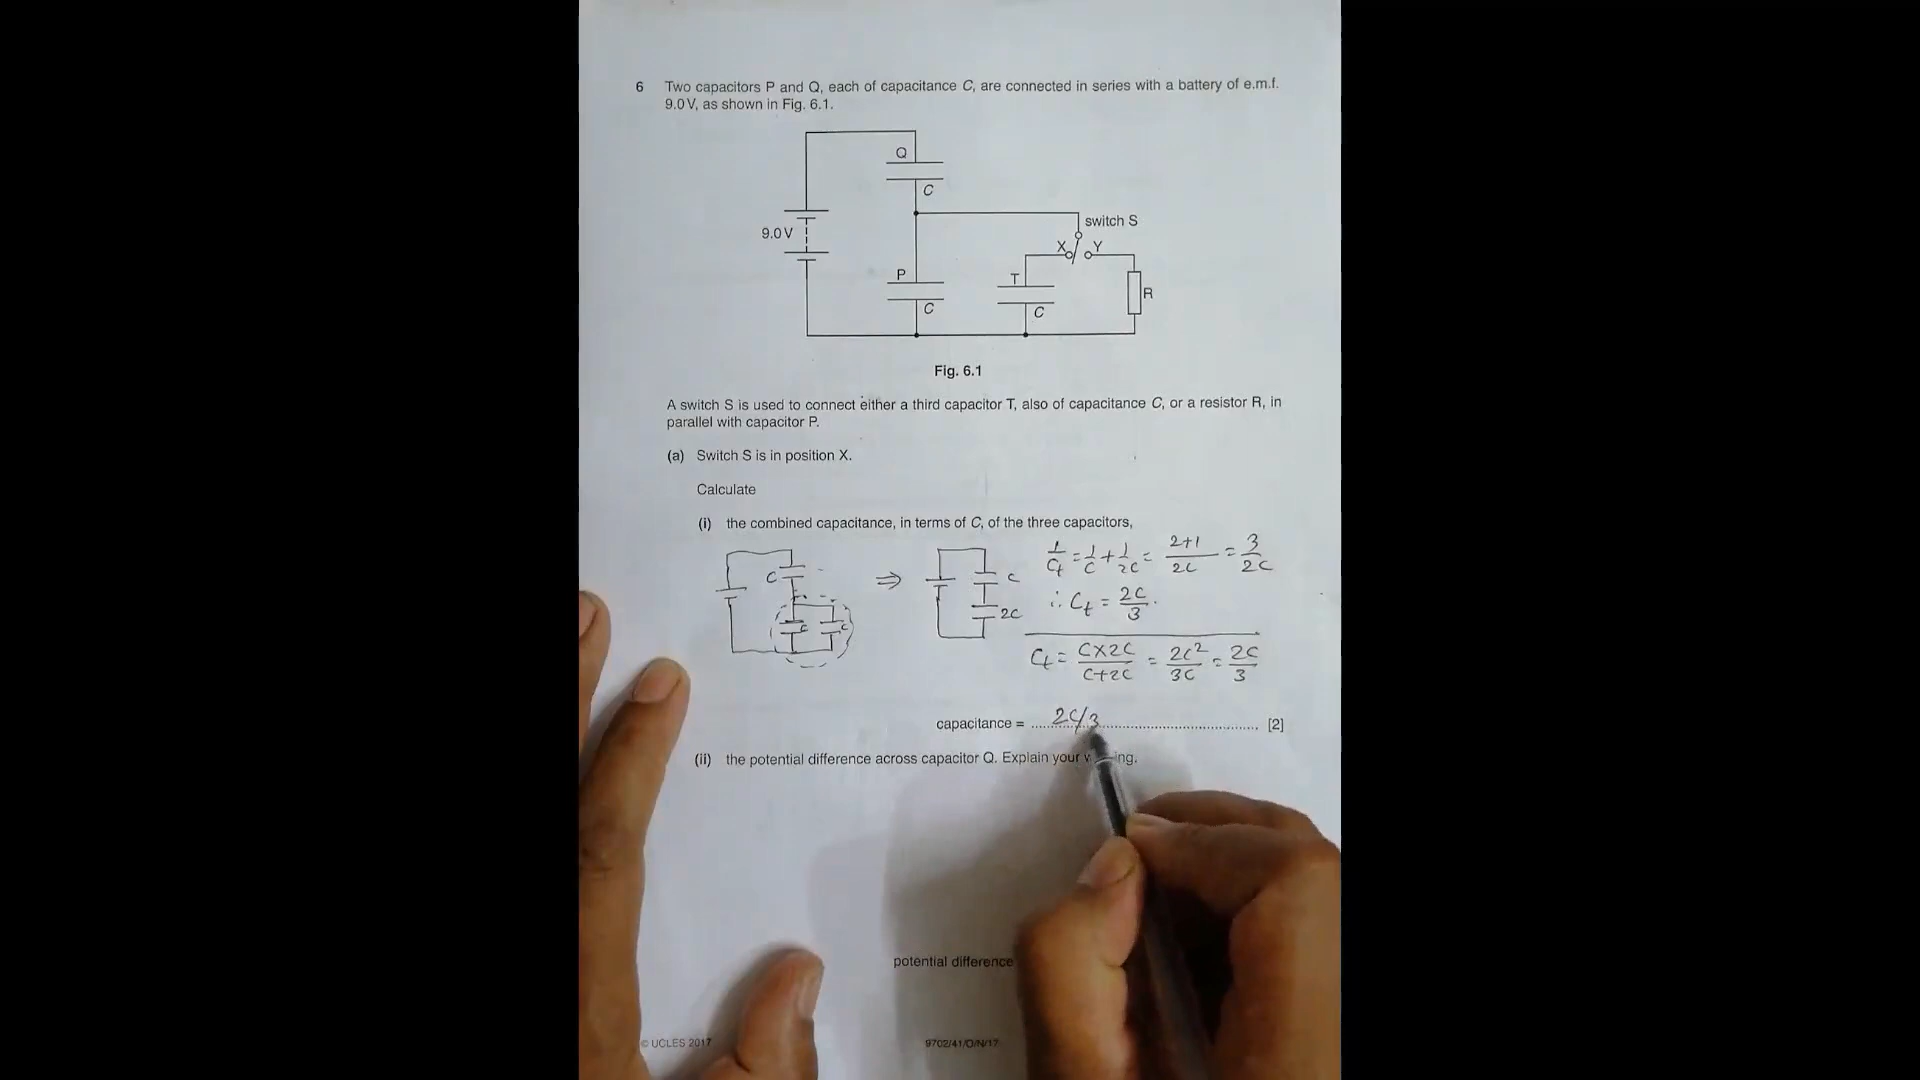 6 Two capacitors P and Q, each of capacitance C, are connected in series with a battery of e.m.f.
9.0V, as shown in Fig. 6.1.
Q
C
switch S
9.0V
X Y
P
T
R
C
C
Fig. 6.1
A switch S is used to connect either a third capacitor T, also of capacitance C, or a resistor R, in
parallel with capacitor P.
(a) Switch S is in position X.
Calculate
(i) the combined capacitance, in terms of C, of the three capacitors,
1/Ct = 1/C + 1/2C = 2+1/2C = 3/2C
C
C
∴ Ct = 2C/3.
2C
C C
Ct = C×2C/C+2C = 2C²/3C = 2C/3
capacitance = 2C/3 [2]
(ii) the potential difference across capacitor Q. Explain your
potential difference
© UCLES 2017 9702/41/O/N/17